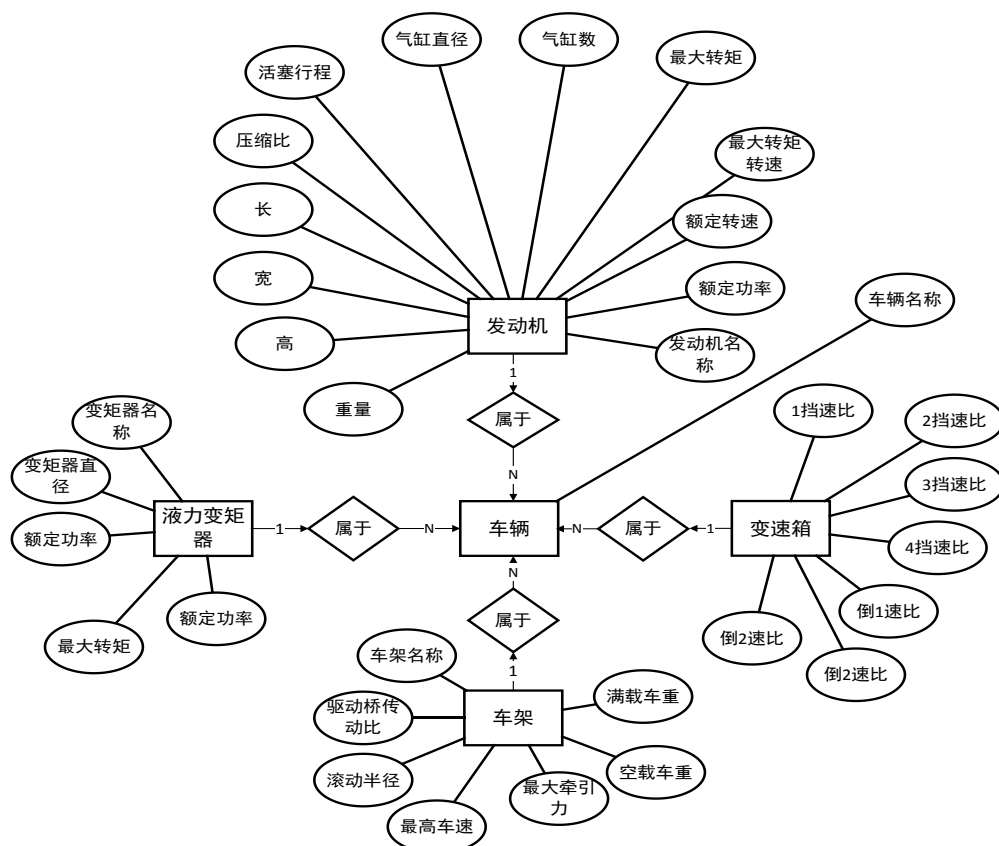 气缸直径
气缸数
活塞行程
最大转矩
压缩比
最大转矩
转速
长
额定转速
宽
额定功率
车辆名称
发动机
高
发动机名
称
1
重量
变矩器名
称
1挡速比
2挡速比
属于
变矩器直
径
3挡速比
N
液力变矩
器
1
属于
N
车辆
N
属于
1
变速箱
额定功率
4挡速比
N
额定功率
属于
倒1速比
最大转矩
倒2速比
倒2速比
车架名称
1
满载车重
驱动桥传
动比
车架
滚动半径
空载车重
最大牵引
力
最高车速